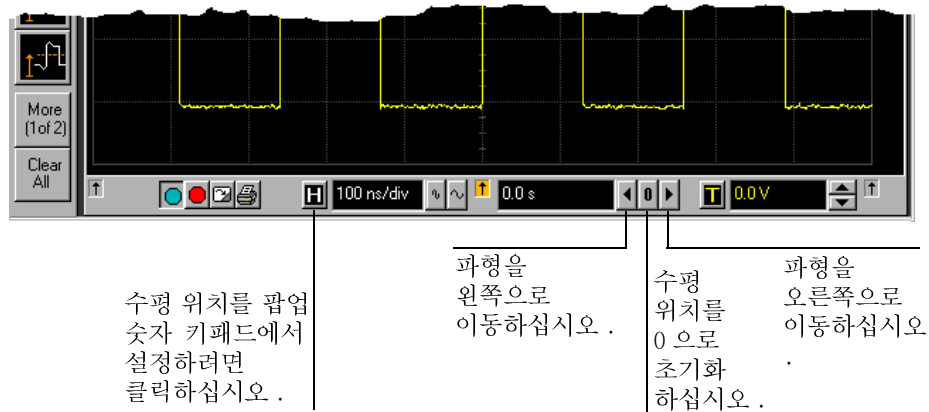 More
(1of 2)
Clear
All
H 100 ns/div 0.0 s 0 T 0.0 V
수평 위치를 팝업
숫자 키패드에서
설정하려면
클릭하십시오 .
파형을
왼쪽으로
이동하십시오 .
수평
위치를
0 으로
초기화
하십시오 .
파형을
오른쪽으로
이동하십시오
.